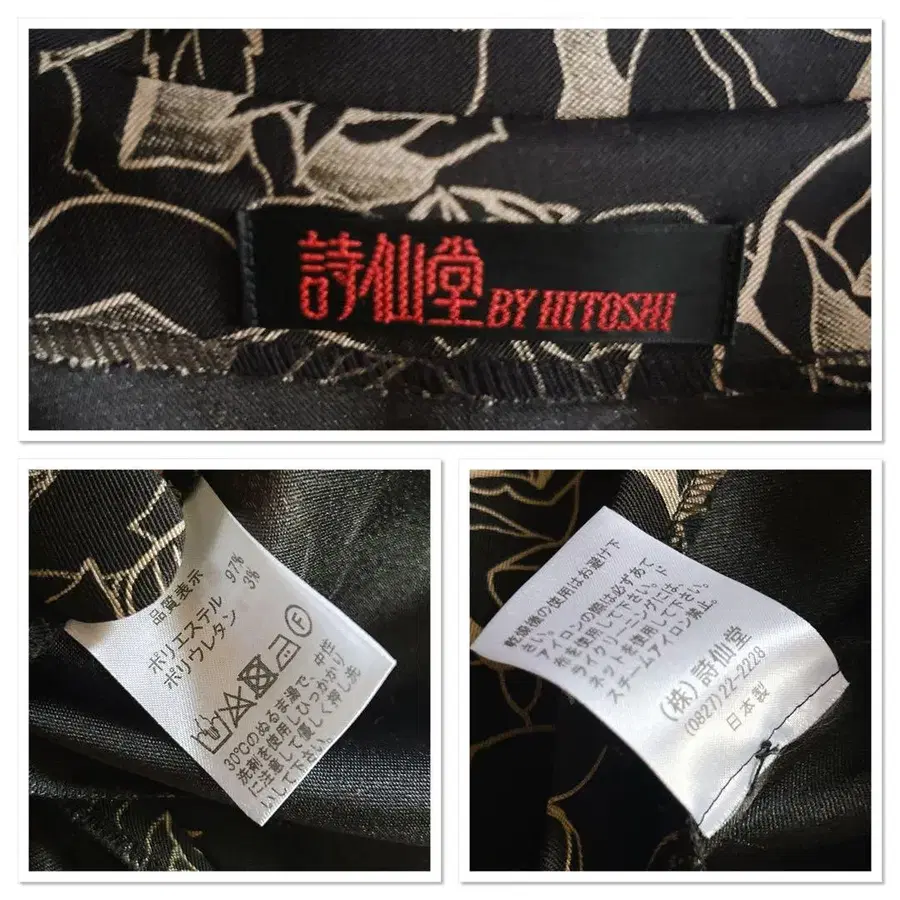 詩仙堂 BY HITOSHI
品質表示
ポリエステル 97%
ポリウレタン 3%
F
30℃のぬるま湯で、中性
洗剤を使用しひっかかり
に注意して優しく押し洗
いして下さい。
乾燥機の使用はお避け下
さい。
アイロンの際は必ずあて
布を使用して下さい。ド
ライクリーニングには、
ネットを使用して下さい。
スチームアイロン禁止。
(株)詩仙堂
(0827)22-2228
日本製